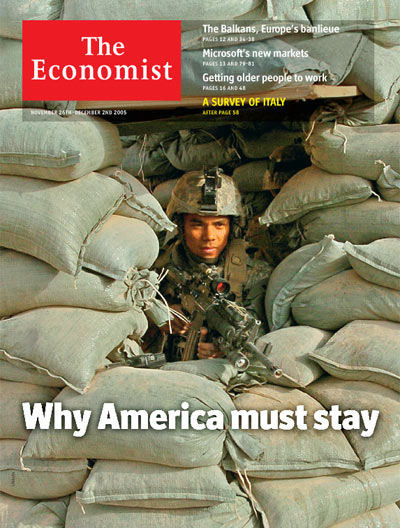 The
Economist
NOVEMBER 26TH-DECEMBER 2ND 2005
The Balkans, Europe's banlieue
PAGES 12 AND 36-38
Microsoft's new markets
PAGES 13 AND 79-81
Getting older people to work
PAGES 16 AND 48
A SURVEY OF ITALY
AFTER PAGE 58
Why America must stay